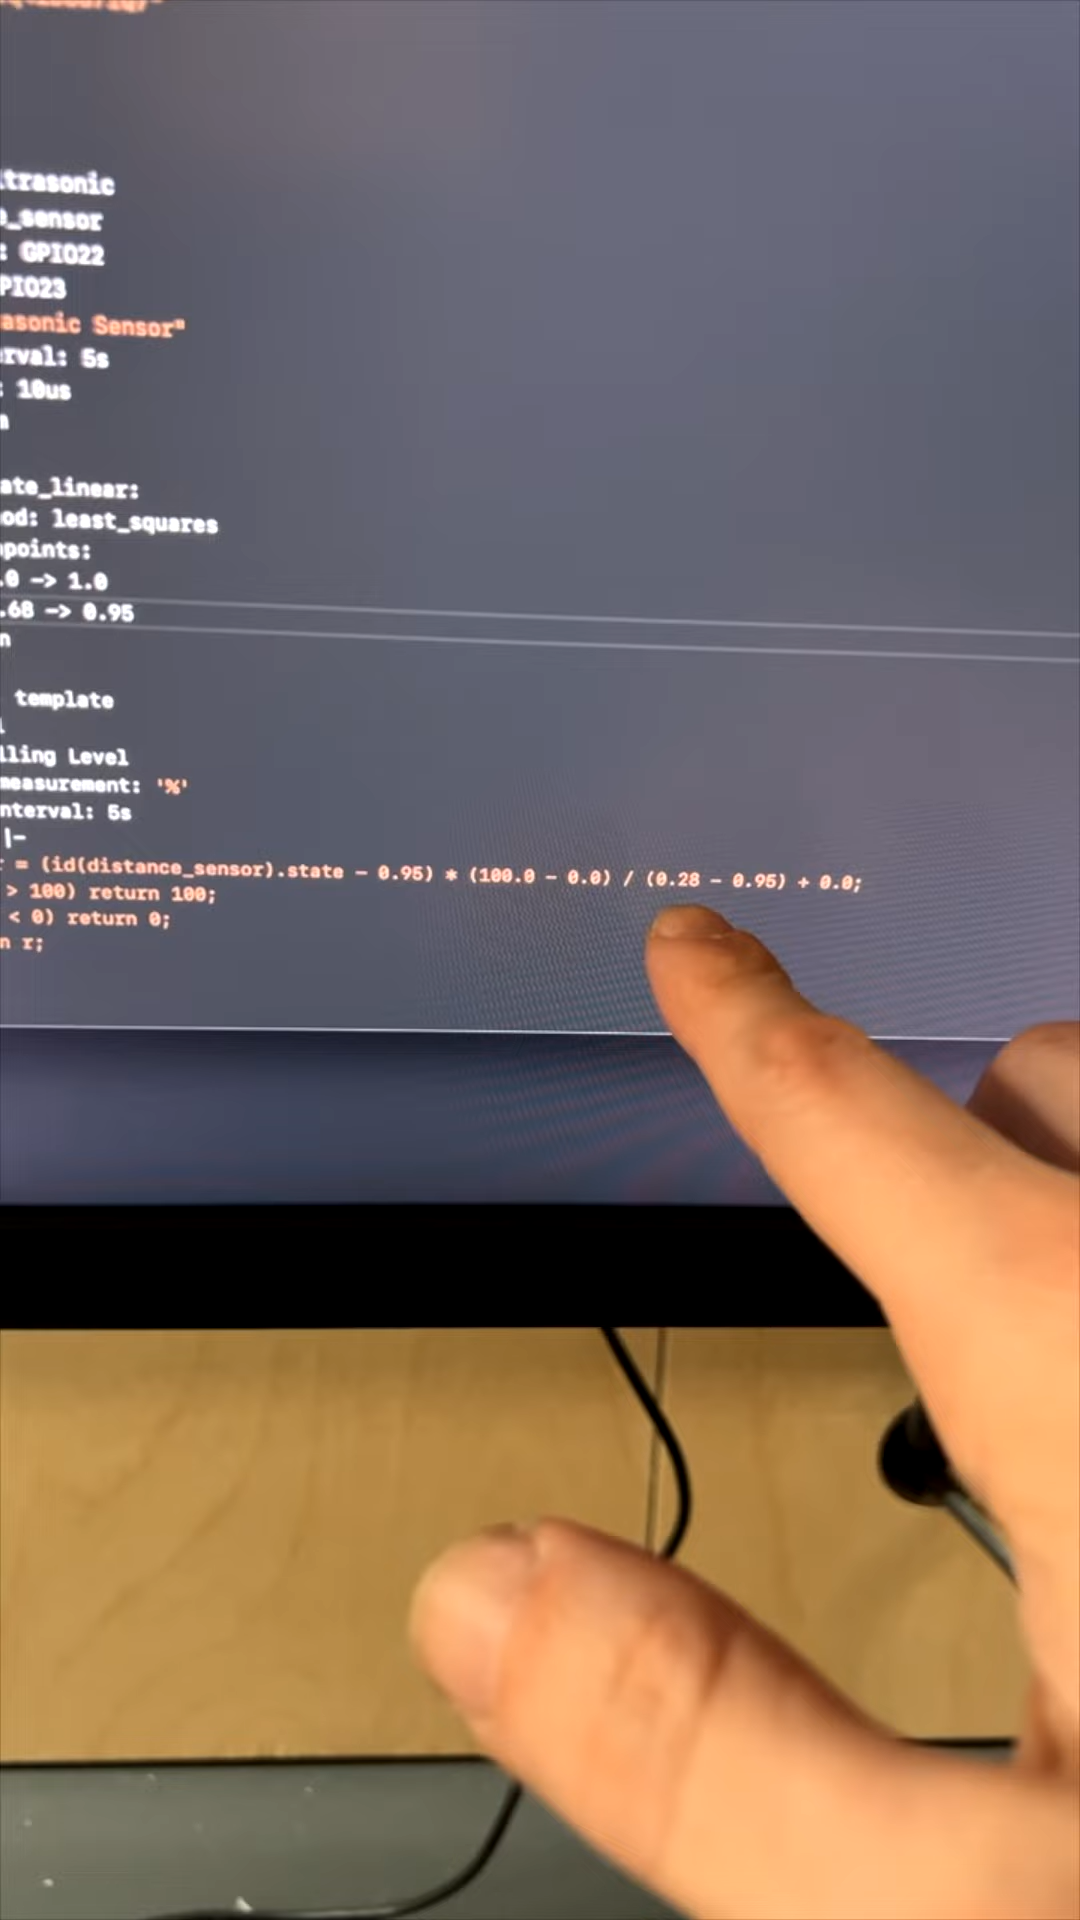 trasonic
e_sensor
: GPIO22
PIO23
asonic Sensor"
rval: 5s
: 10us
ate_linear:
od: least_squares
points:
.0 -> 1.0
.68 -> 0.95
n
template
lling Level
measurement: '%'
nterval: 5s
|-
r = (id(distance_sensor).state - 0.95) * (100.0 - 0.0) / (0.28 - 0.95) + 0.0;
> 100) return 100;
< 0) return 0;
n r;